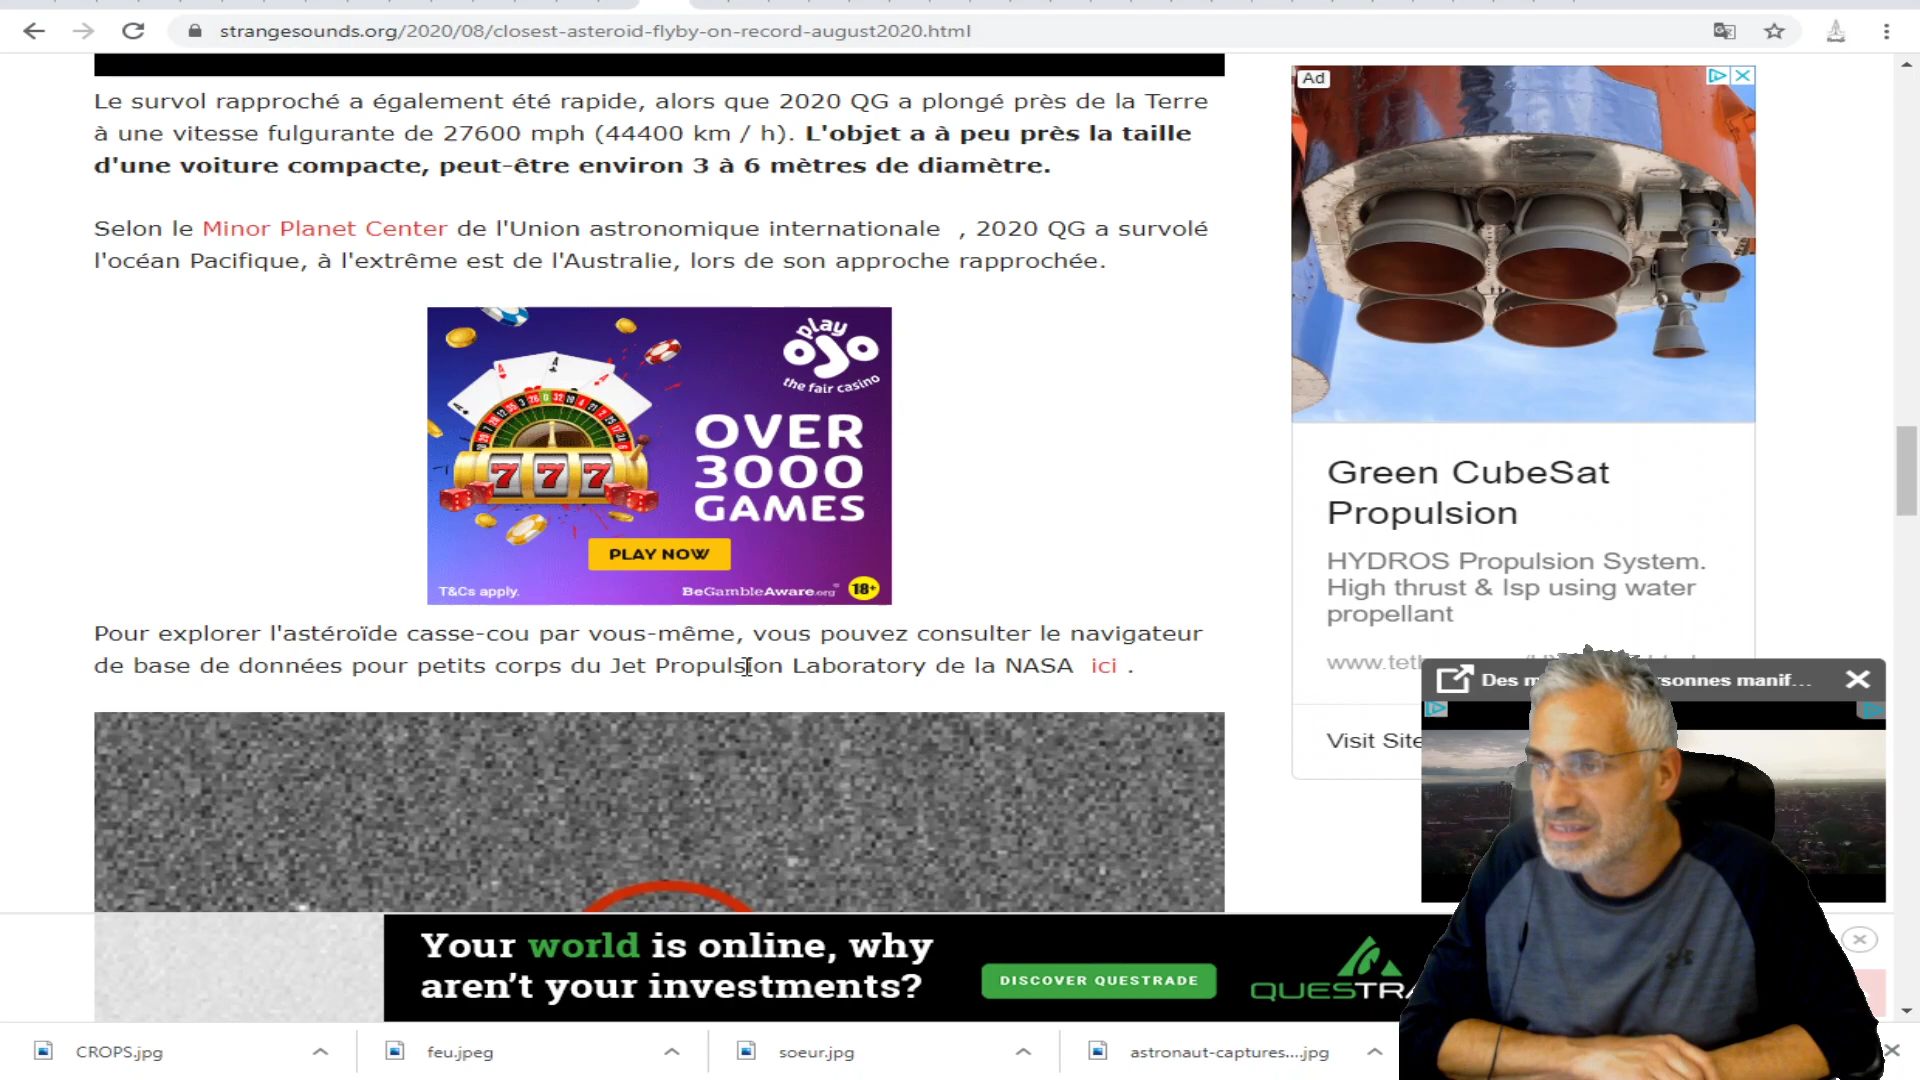 strangesounds.org/2020/08/closest-asteroid-flyby-on-record-august2020.html
Le survol rapproché a également été rapide, alors que 2020 QG a plongé près de la Terre
à une vitesse fulgurante de 27600 mph (44400 km / h). L'objet a à peu près la taille
d'une voiture compacte, peut-être environ 3 à 6 mètres de diamètre.
Selon le Minor Planet Center de l'Union astronomique internationale , 2020 QG a survolé
l'océan Pacifique, à l'extrême est de l'Australie, lors de son approche rapprochée.
play
OJO
the fair casino
OVER
3000
GAMES
777
PLAY NOW
T&Cs apply.
BeGambleAware.org
18+
Pour explorer l'astéroïde casse-cou par vous-même, vous pouvez consulter le navigateur
de base de données pour petits corps du Jet Propulsion Laboratory de la NASA ici .
Ad
Green CubeSat
Propulsion
HYDROS Propulsion System.
High thrust & Isp using water
propellant
Visit Site
Your world is online, why
aren't your investments?
DISCOVER QUESTRADE
CROPS.jpg
feu.jpeg
soeur.jpg
astronaut-captures....jpg